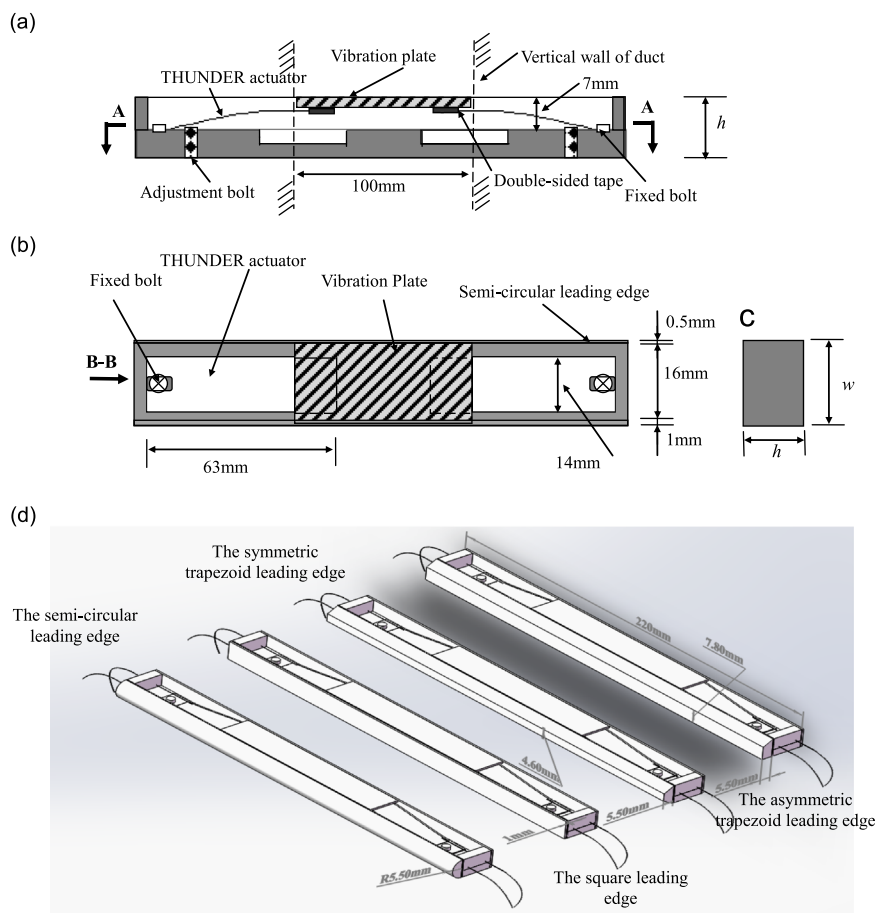 (a)
Vibration plate
Vertical wall of duct
THUNDER actuator
7mm
A
A
h
100mm
Double-sided tape
Adjustment bolt
Fixed bolt
(b)
THUNDER actuator
Fixed bolt
Vibration Plate
Semi-circular leading edge
0.5mm
C
B-B
16mm
w
1mm
63mm
14mm
h
(d)
The symmetric
trapezoid leading edge
The semi-circular
leading edge
220mm
7.80mm
4.60mm
5.50mm
5.50mm
1mm
The asymmetric
trapezoid leading edge
R5.50mm
The square leading
edge